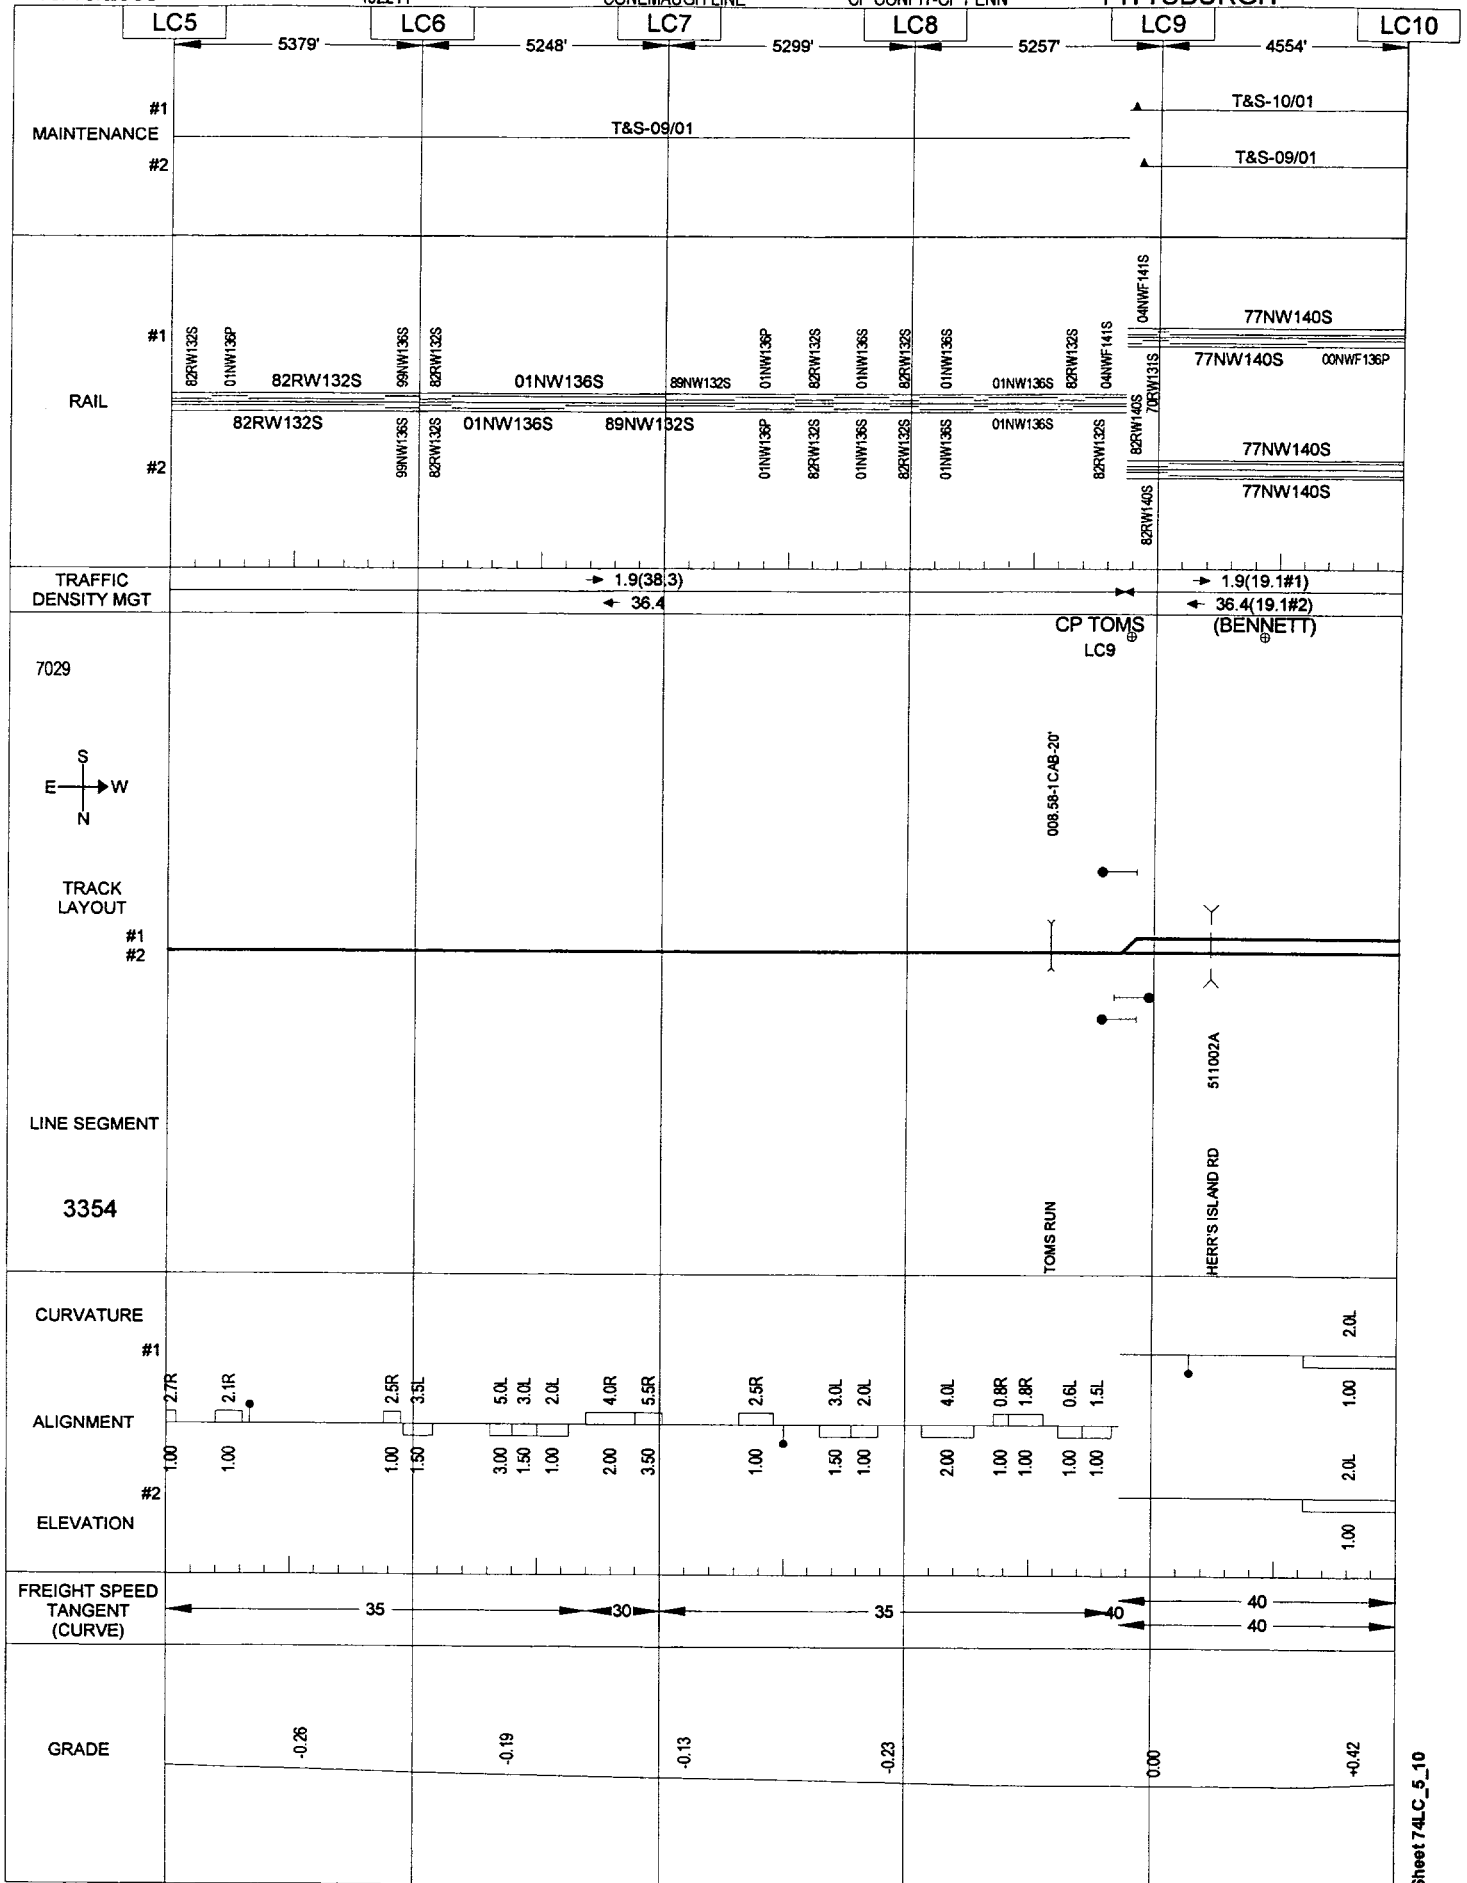 CONEMAUGH LINE
PITTSBURGH
LC5 LC6 LC7 LC8 LC9 LC10
5379' 5248' 5299' 5257' 4554'
#1
MAINTENANCE
#2
T&S-10/01
T&S-09/01
T&S-09/01
#1
RAIL
#2
82RW132S
01NW136P
82RW132S
99NW136S
82RW132S
01NW136S
89NW132S
01NW136P
82RW132S
01NW136S
82RW132S
01NW136S
01NW136S
82RW132S
04NWF141S
04NWF141S
70RW131S
77NW140S
77NW140S
00NWF136P
82RW132S
99NW136S
82RW132S
01NW136S
89NW132S
01NW136P
82RW132S
01NW136S
82RW132S
01NW136S
01NW136S
82RW132S
82RW140S
82RW140S
77NW140S
77NW140S
TRAFFIC
DENSITY MGT
1.9(38.3)
36.4
1.9(19.1#1)
36.4(19.1#2)
CP TOMS
LC9
(BENNETT)
7029
S
E W
N
008.58-1CAB-20'
TRACK
LAYOUT
#1
#2
511002A
LINE SEGMENT
3354
TOMS RUN
HERR'S ISLAND RD
CURVATURE
#1
2.0L
1.00
2.7R 2.1R 2.5R 3.5L 5.0L 3.0L 2.0L 4.0R 5.5R 2.5R 3.0L 2.0L 4.0L 0.8R 1.8R 0.6L 1.5L
ALIGNMENT
1.00 1.00 1.00 1.50 3.00 1.50 1.00 2.00 3.50 1.00 1.50 1.00 2.00 1.00 1.00 1.00 1.00
#2
2.0L
ELEVATION
1.00
FREIGHT SPEED
TANGENT
(CURVE)
35 30 35 40
40
40
GRADE
-0.26 -0.19 -0.13 -0.23 0.00 +0.42
Sheet 74LC_5_10